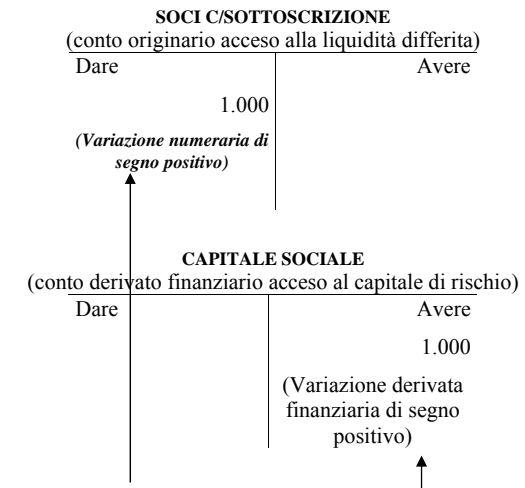 SOCI C/SOTTOSCRIZIONE
(conto originario acceso alla liquidità differita)
Dare Avere
1.000
(Variazione numeraria di
segno positivo)
CAPITALE SOCIALE
(conto derivato finanziario acceso al capitale di rischio)
Dare Avere
1.000
(Variazione derivata
finanziaria di segno
positivo)